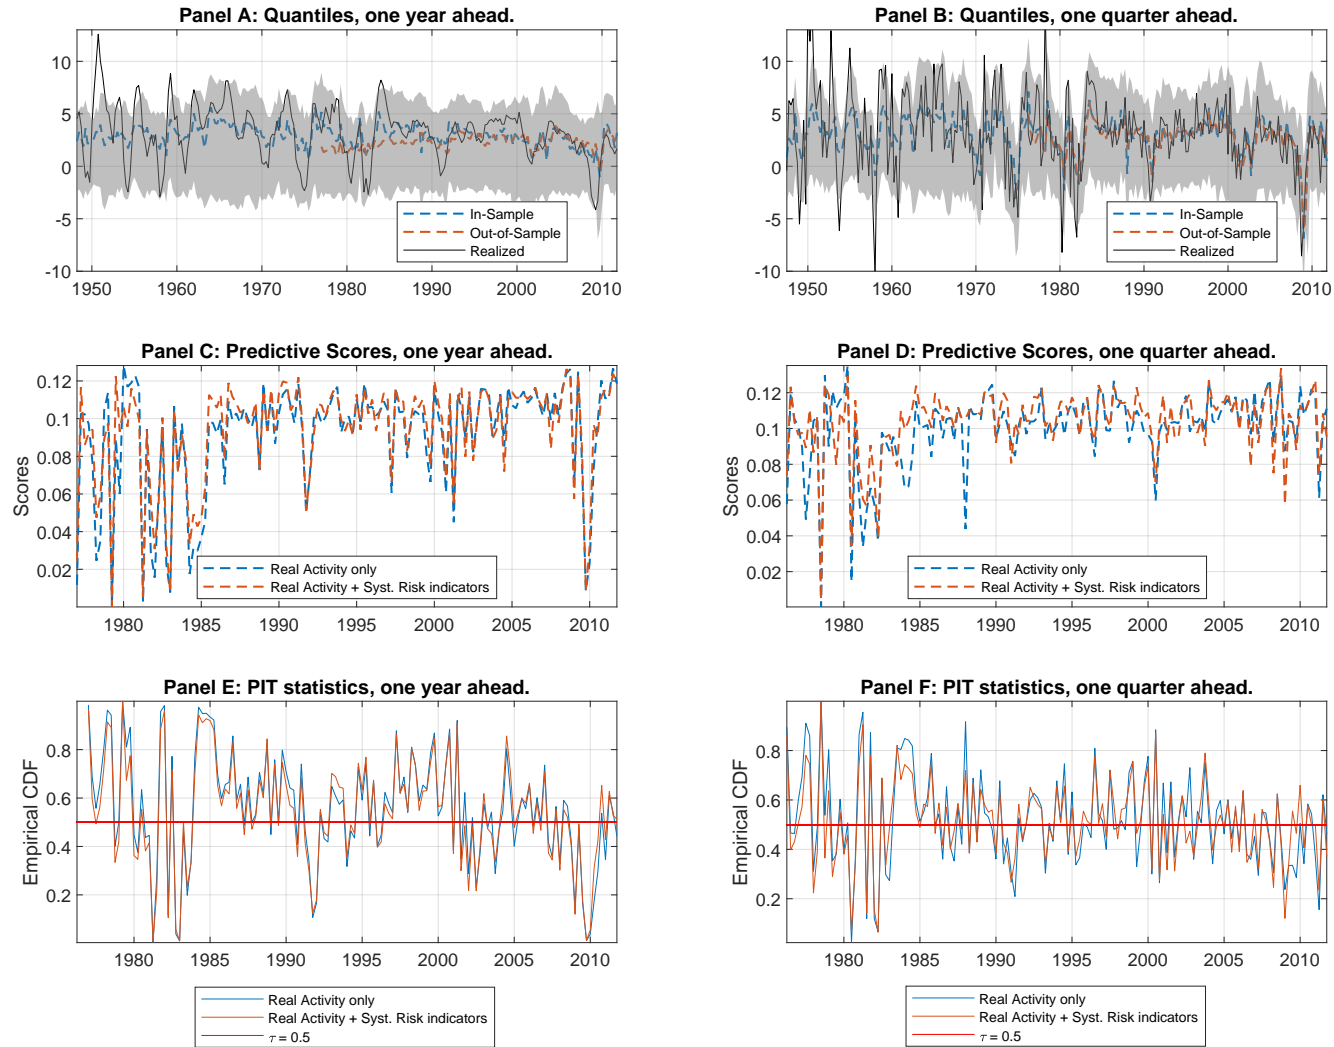 Panel A: Quantiles, one year ahead.
10
5
0
-5
-10
In-Sample
Out-of-Sample
Realized
1950 1960 1970 1980 1990 2000 2010
Panel B: Quantiles, one quarter ahead.
10
5
0
-5
-10
In-Sample
Out-of-Sample
Realized
1950 1960 1970 1980 1990 2000 2010
Panel C: Predictive Scores, one year ahead.
Scores
0.12
0.1
0.08
0.06
0.04
0.02
Real Activity only
Real Activity + Syst. Risk indicators
1980 1985 1990 1995 2000 2005 2010
Panel D: Predictive Scores, one quarter ahead.
Scores
0.12
0.1
0.08
0.06
0.04
0.02
Real Activity only
Real Activity + Syst. Risk indicators
1980 1985 1990 1995 2000 2005 2010
Panel E: PIT statistics, one year ahead.
Empirical CDF
0.8
0.6
0.4
0.2
1980 1985 1990 1995 2000 2005 2010
Real Activity only
Real Activity + Syst. Risk indicators
τ = 0.5
Panel F: PIT statistics, one quarter ahead.
Empirical CDF
0.8
0.6
0.4
0.2
1980 1985 1990 1995 2000 2005 2010
Real Activity only
Real Activity + Syst. Risk indicators
τ = 0.5